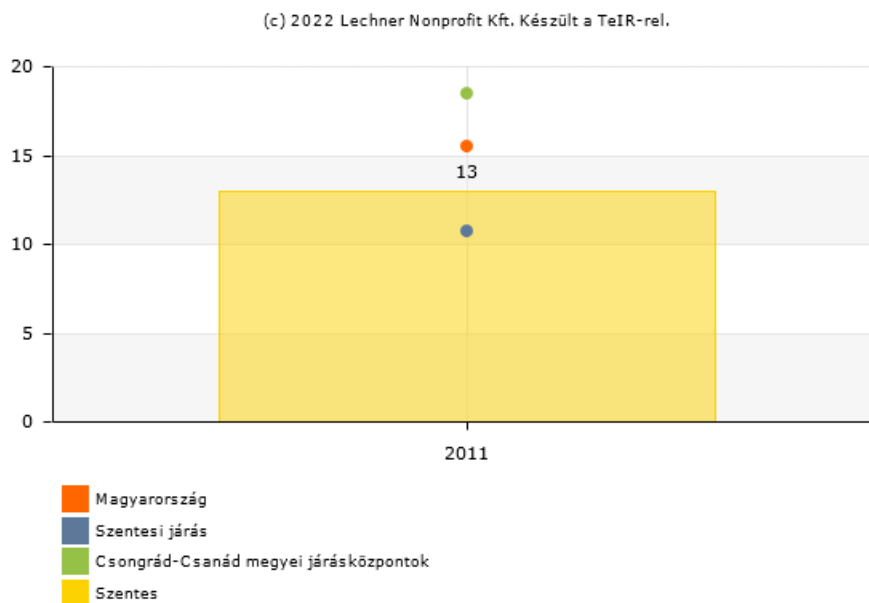 (c) 2022 Lechner Nonprofit Kft. Készült a TeIR-rel.
20
15
13
10
5
0
2011
Magyarország
Szentesi járás
Csongrád-Csanád megyei járásközpontok
Szentes